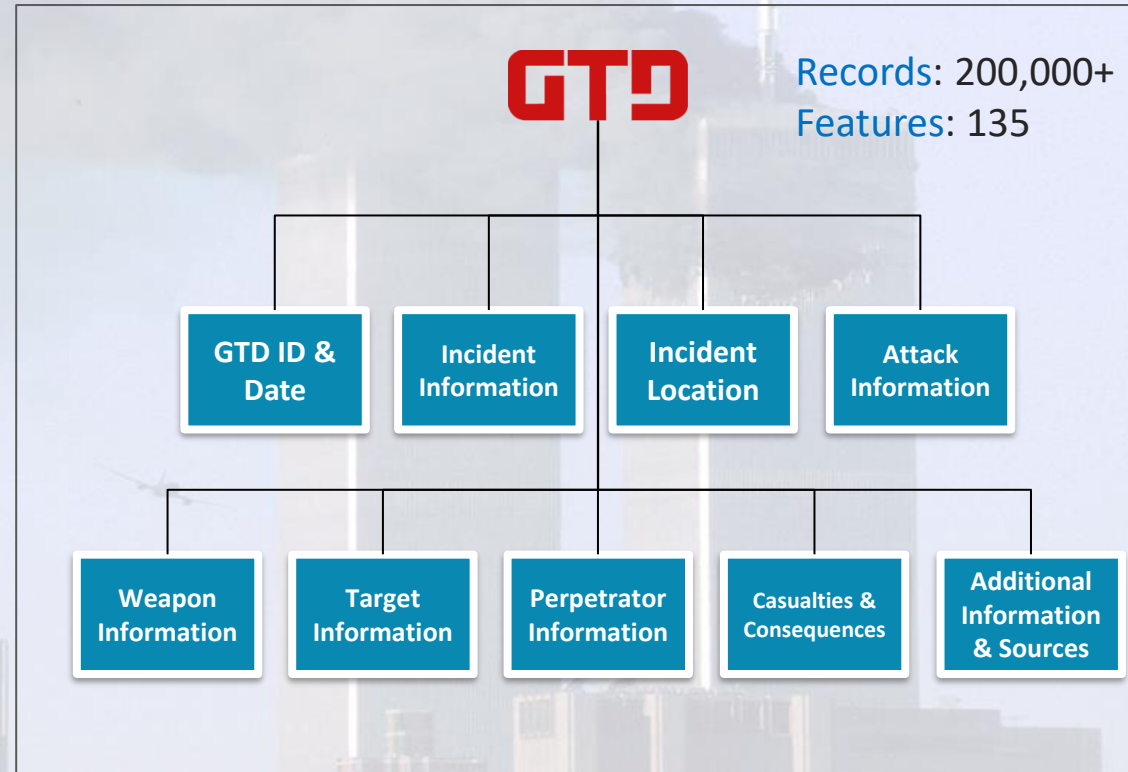 GTD
Records: 200,000+
Features: 135
GTD ID &
Date
Incident
Information
Incident
Location
Attack
Information
Weapon
Information
Target
Information
Perpetrator
Information
Casualties &
Consequences
Additional
Information
& Sources